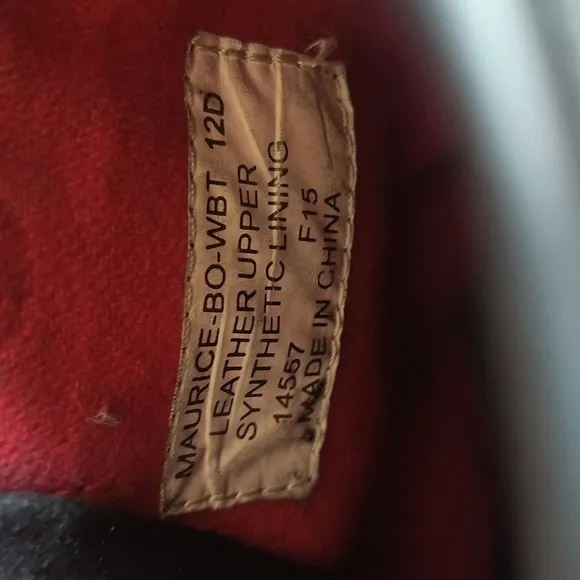 MAURICE-BO-WBT 12D
LEATHER UPPER
SYNTHETIC LINING
14557 F15
MADE IN CHINA